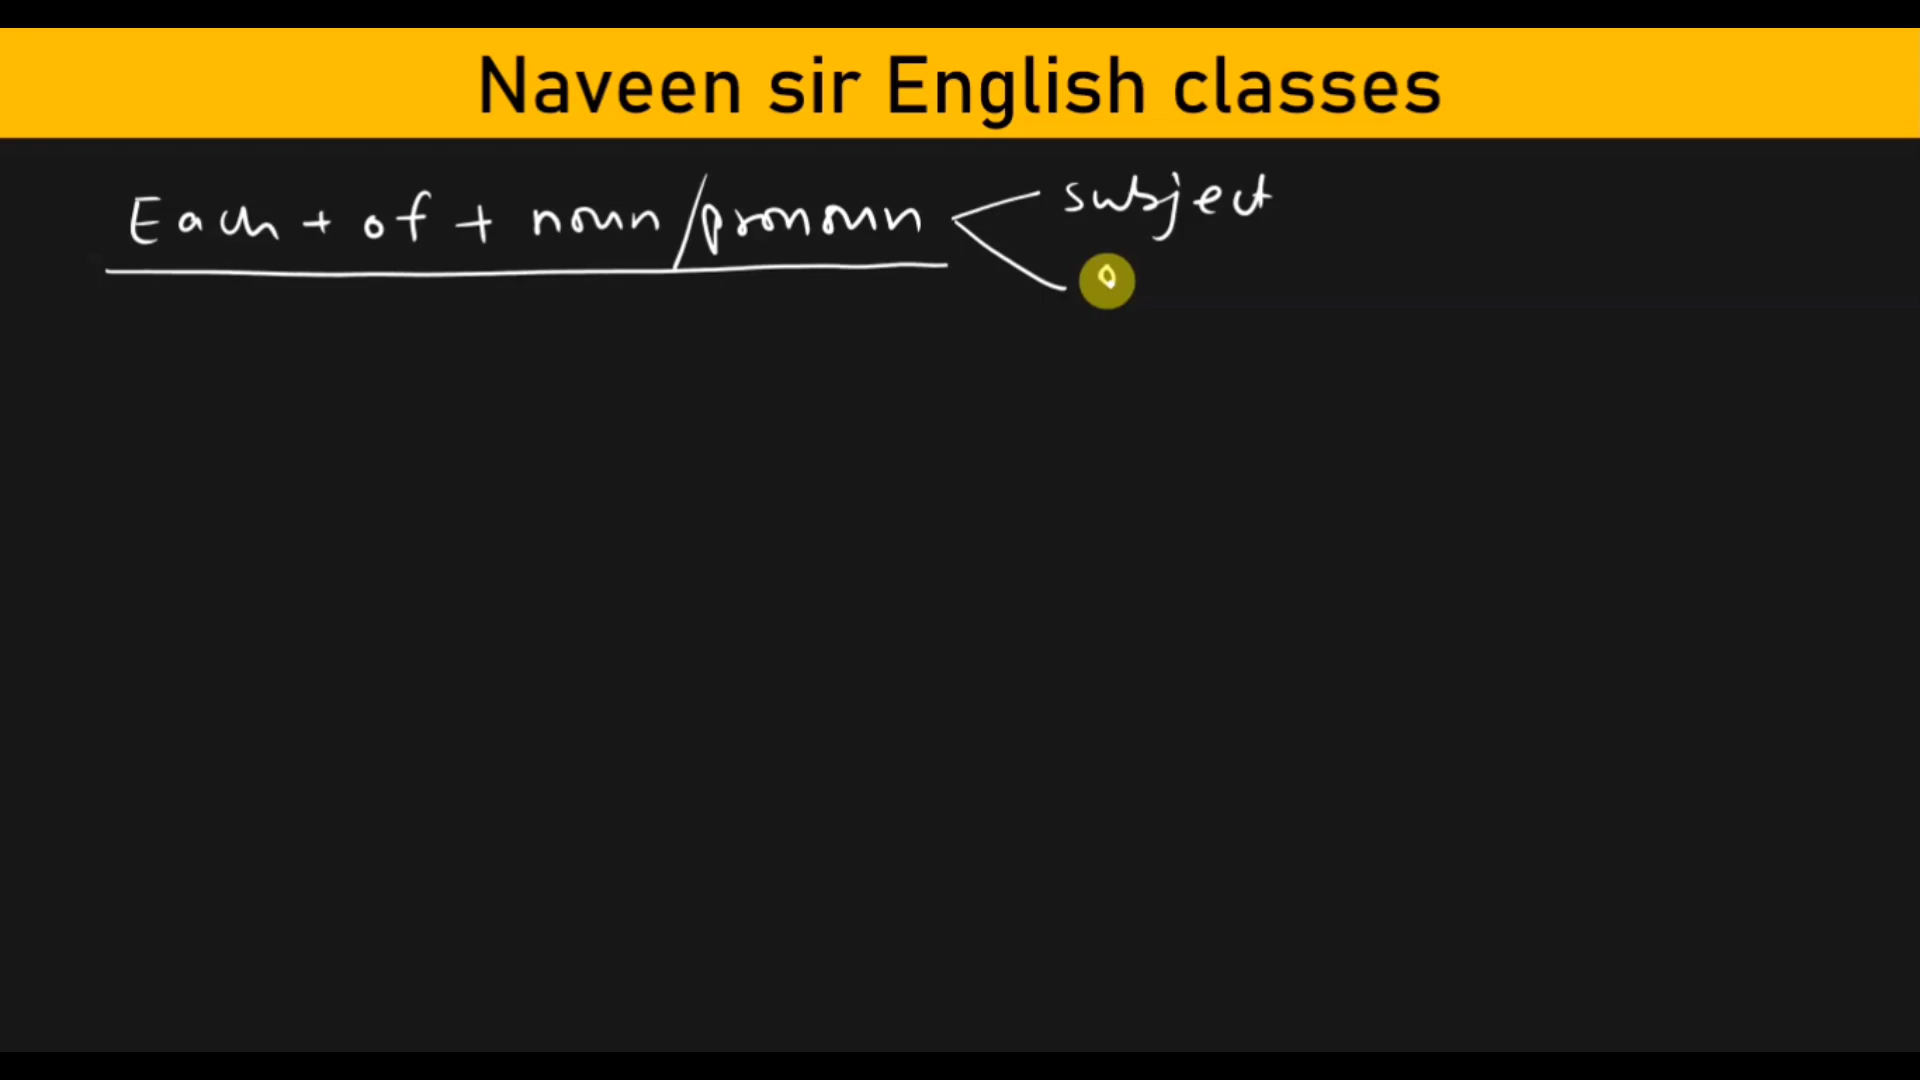 Naveen sir English classes
Each + of + noun/pronoun < subject
o